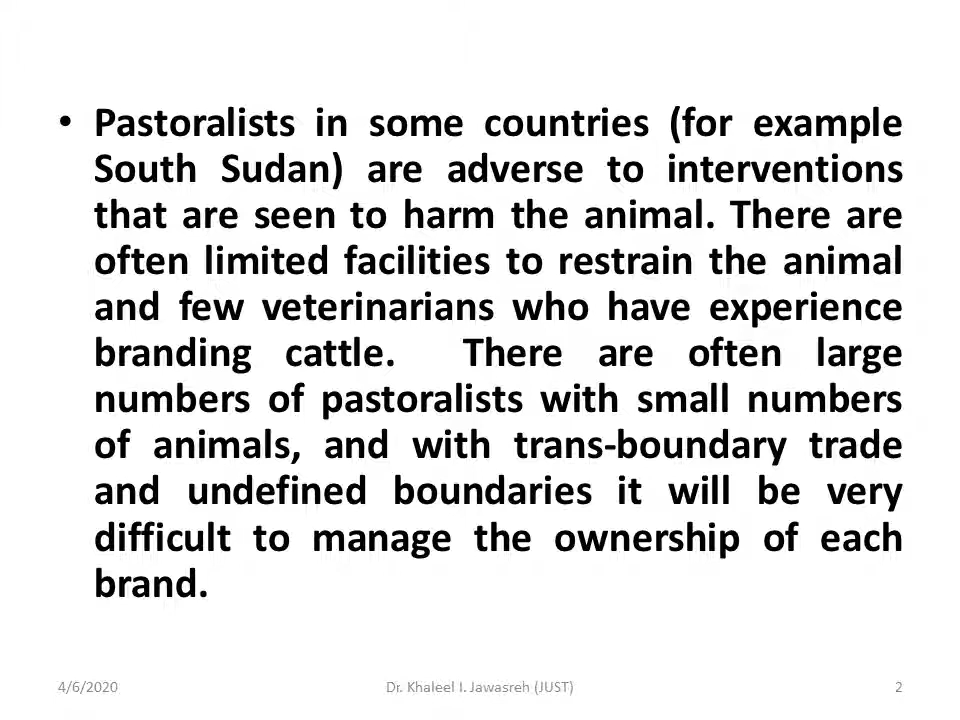 • Pastoralists in some countries (for example
South Sudan) are adverse to interventions
that are seen to harm the animal. There are
often limited facilities to restrain the animal
and few veterinarians who have experience
branding cattle. There are often large
numbers of pastoralists with small numbers
of animals, and with trans-boundary trade
and undefined boundaries it will be very
difficult to manage the ownership of each
brand.
4/6/2020
Dr. Khaleel I. Jawasreh (JUST)
2